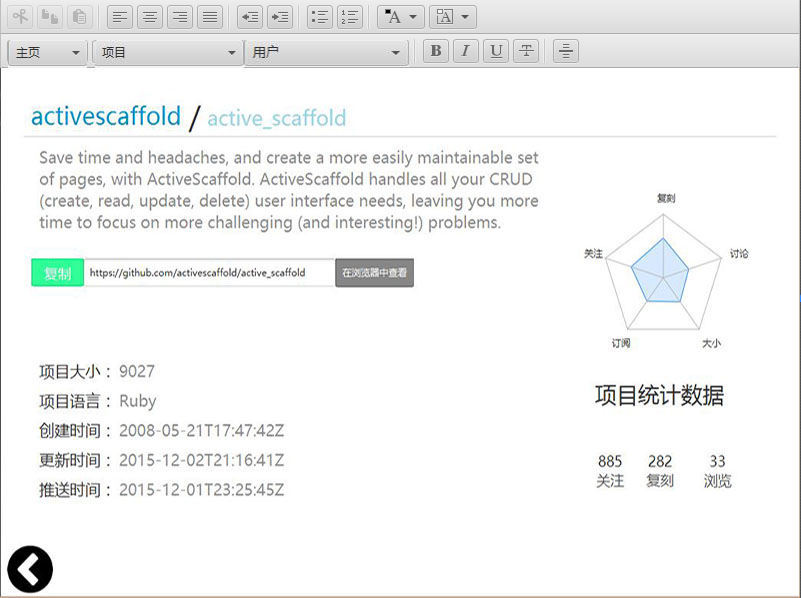 A A
主页 项目 用户 B I U T
activescaffold / active_scaffold
Save time and headaches, and create a more easily maintainable set
of pages, with ActiveScaffold. ActiveScaffold handles all your CRUD
(create, read, update, delete) user interface needs, leaving you more
time to focus on more challenging (and interesting!) problems.
复制 https://github.com/activescaffold/active_scaffold 在浏览器中查看
项目大小： 9027
项目语言： Ruby
创建时间： 2008-05-21T17:47:42Z
更新时间： 2015-12-02T21:16:41Z
推送时间： 2015-12-01T23:25:45Z
复刻
关注 讨论
订阅 大小
项目统计数据
885 282 33
关注 复刻 浏览